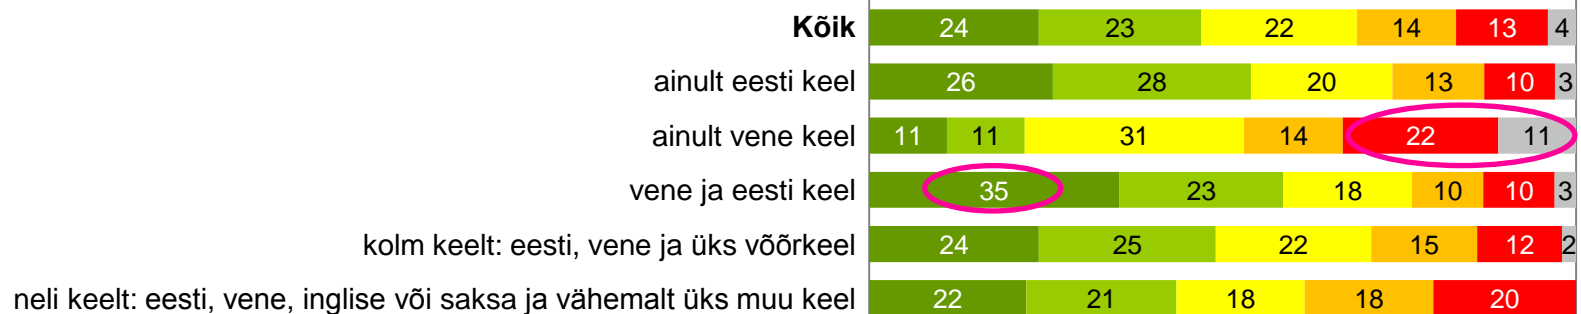 Kõik 24 23 22 14 13 4
ainult eesti keel 26 28 20 13 10 3
ainult vene keel 11 11 31 14 22 11
vene ja eesti keel 35 23 18 10 10 3
kolm keelt: eesti, vene ja üks võõrkeel 24 25 22 15 12 2
neli keelt: eesti, vene, inglise või saksa ja vähemalt üks muu keel 22 21 18 18 20